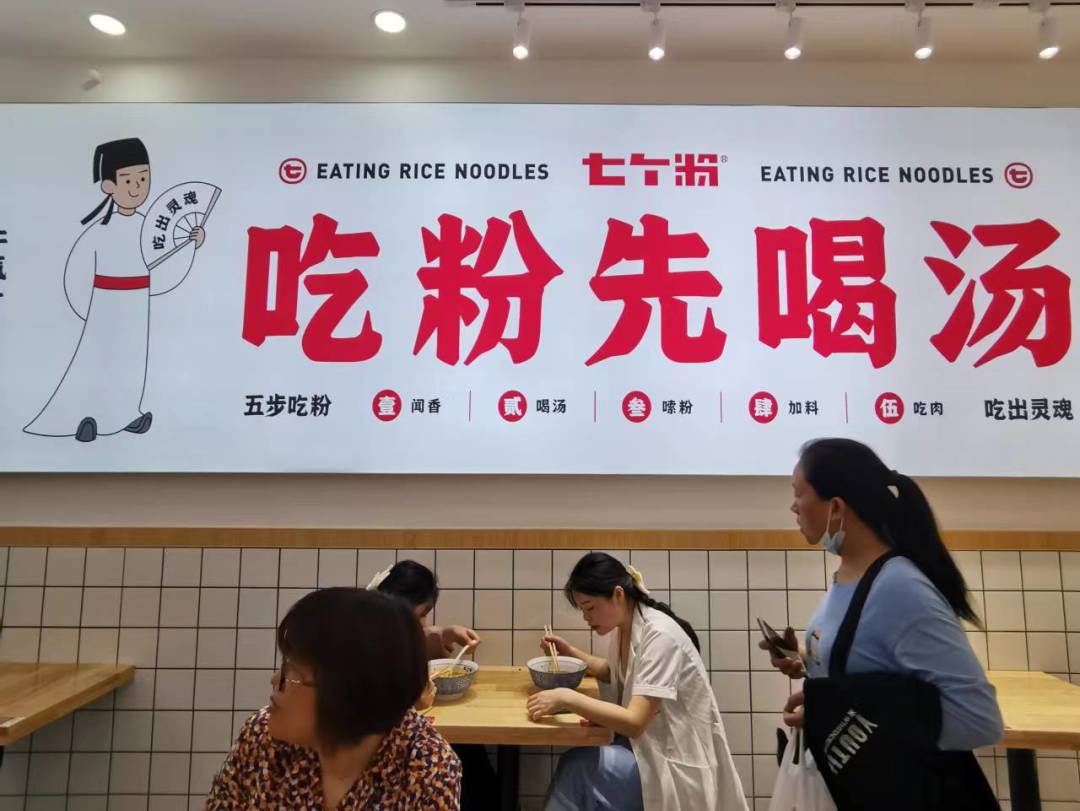 EATING RICE NOODLES
七个粉®
EATING RICE NOODLES
吃出灵魂
吃粉先喝汤
五步吃粉 壹 闻香 贰 喝汤 叁 嗦粉 肆 加料 伍 吃肉 吃出灵魂
YOUTH